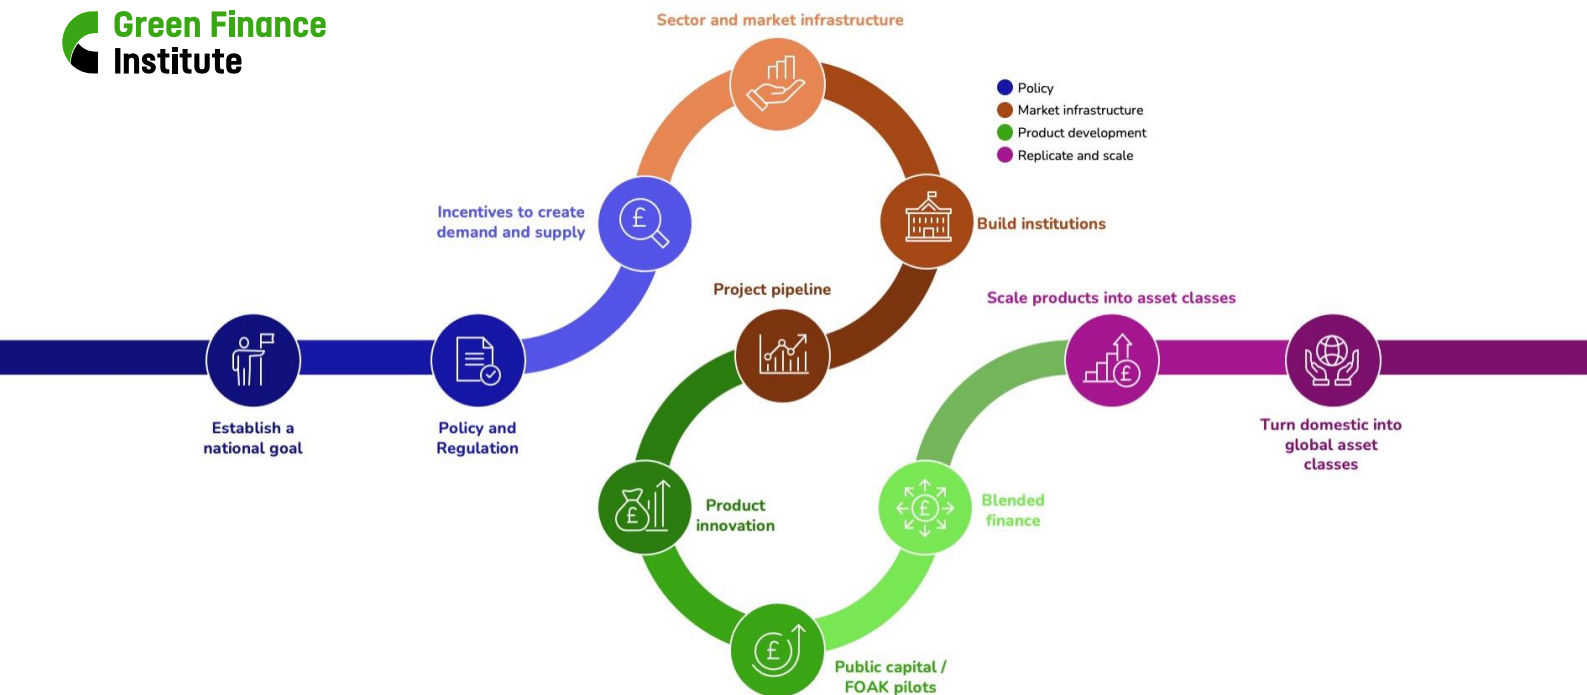 Green Finance
Institute
Sector and market infrastructure
Policy
Market infrastructure
Product development
Replicate and scale
Incentives to create
demand and supply
£
Build institutions
Project pipeline
Scale products into asset classes
£
Establish a
national goal
Policy and
Regulation
Turn domestic into
global asset
classes
£
Product
innovation
£
Blended
finance
£
Public capital /
FOAK pilots